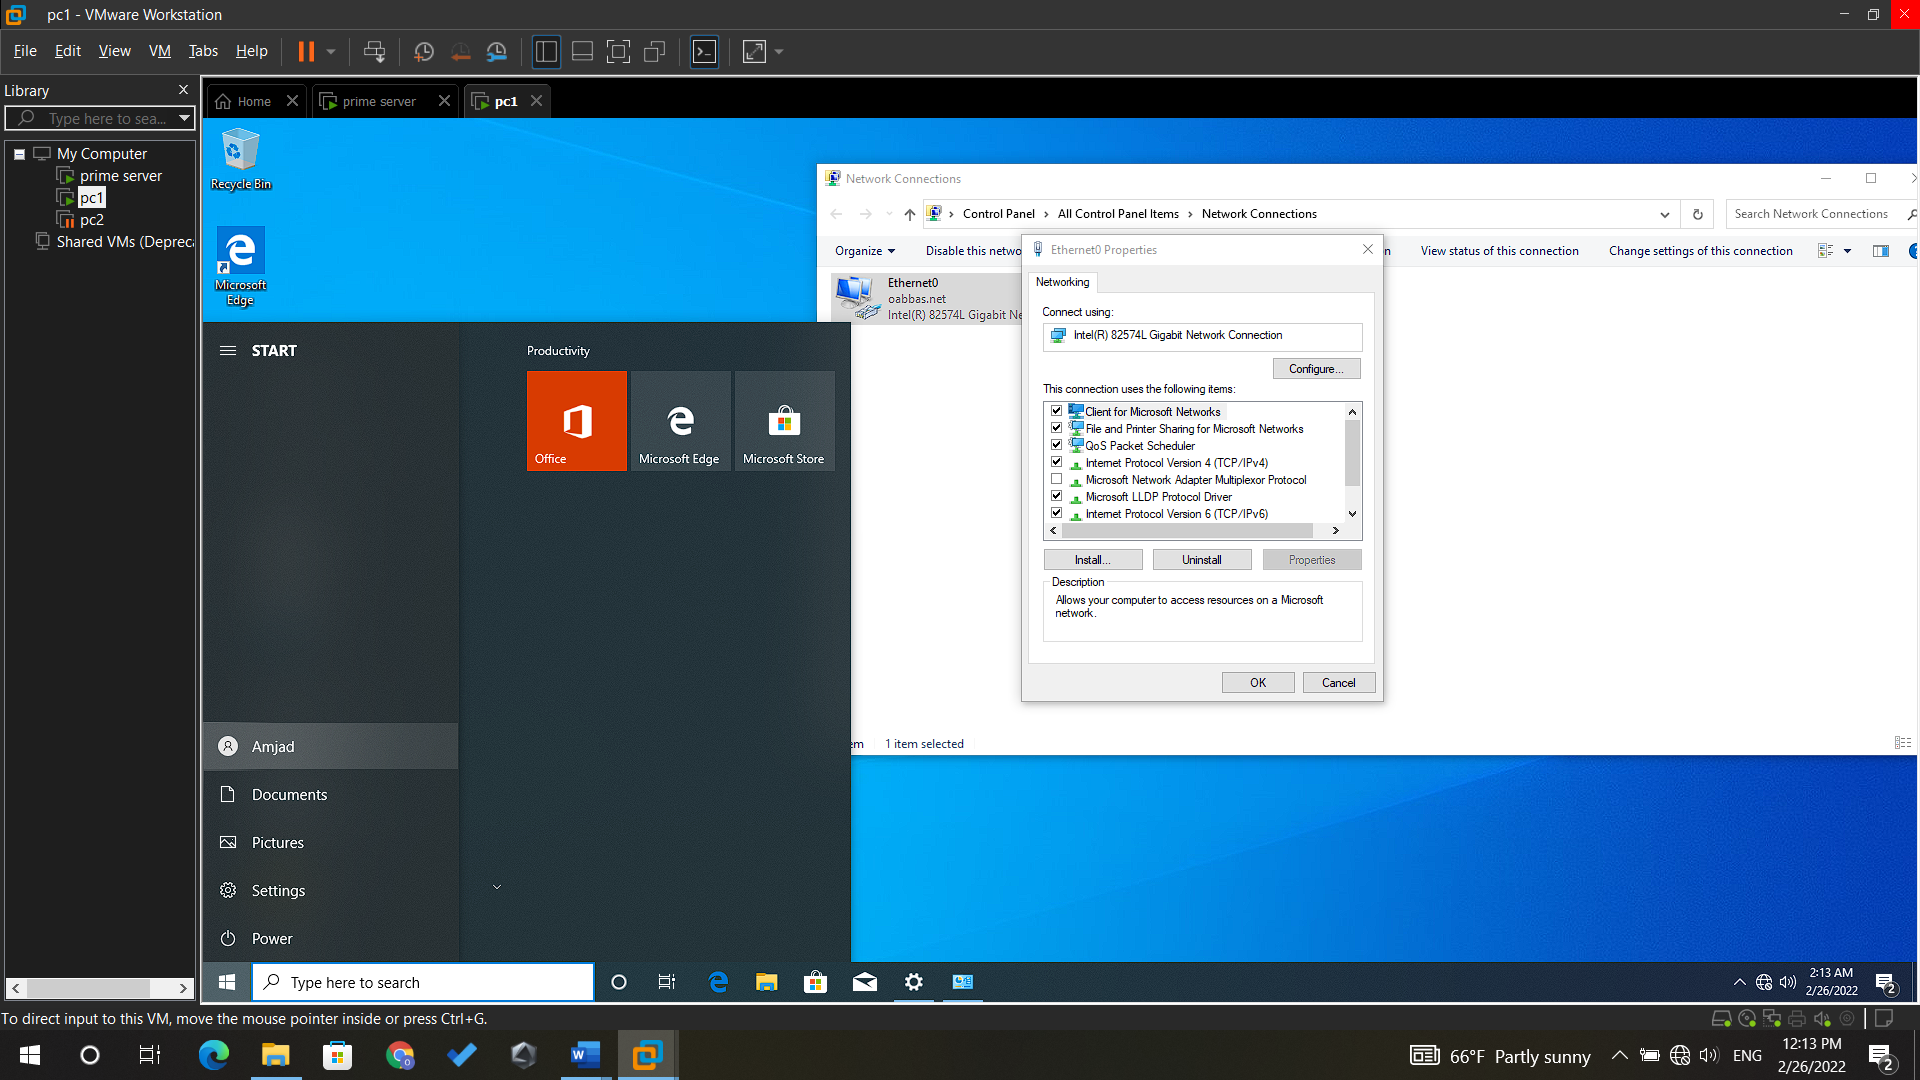 pc1 - VMware Workstation
File Edit View VM Tabs Help
Library
Type here to sea...
My Computer
prime server
pc1
pc2
Shared VMs (Depreca
Home
prime server
pc1
Recycle Bin
Microsoft
Edge
Network Connections
Control Panel All Control Panel Items Network Connections
Search Network Connections
Organize Disable this netwo n View status of this connection Change settings of this connection
Ethernet0
oabbas.net
Intel(R) 82574L Gigabit Ne
Ethernet0 Properties
Networking
Connect using:
Intel(R) 82574L Gigabit Network Connection
Configure...
This connection uses the following items:
Client for Microsoft Networks
File and Printer Sharing for Microsoft Networks
QoS Packet Scheduler
Internet Protocol Version 4 (TCP/IPv4)
Microsoft Network Adapter Multiplexor Protocol
Microsoft LLDP Protocol Driver
Internet Protocol Version 6 (TCP/IPv6)
Install... Uninstall Properties
Description
Allows your computer to access resources on a Microsoft
network.
OK Cancel
em 1 item selected
START
Productivity
Office
Microsoft Edge
Microsoft Store
Amjad
Documents
Pictures
Settings
Power
Type here to search
2:13 AM
2/26/2022
2
To direct input to this VM, move the mouse pointer inside or press Ctrl+G.
66°F Partly sunny
ENG
12:13 PM
2/26/2022
2